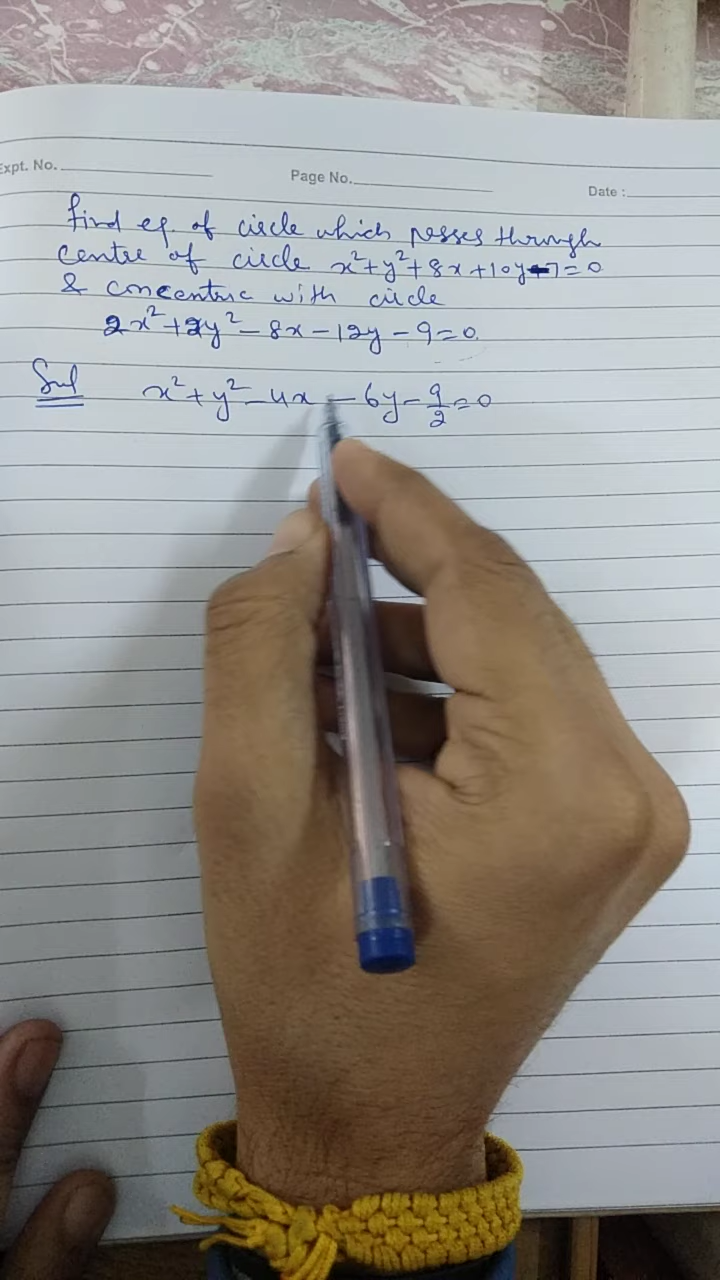 Expt. No.
Page No.
Date :
find eq. of circle which passes through
centre of circle x²+y²+8x+10y-7=0
& concentric with circle
2x²+2y²-8x-12y-9=0
Sol x²+y²-4x-6y-9/2=0